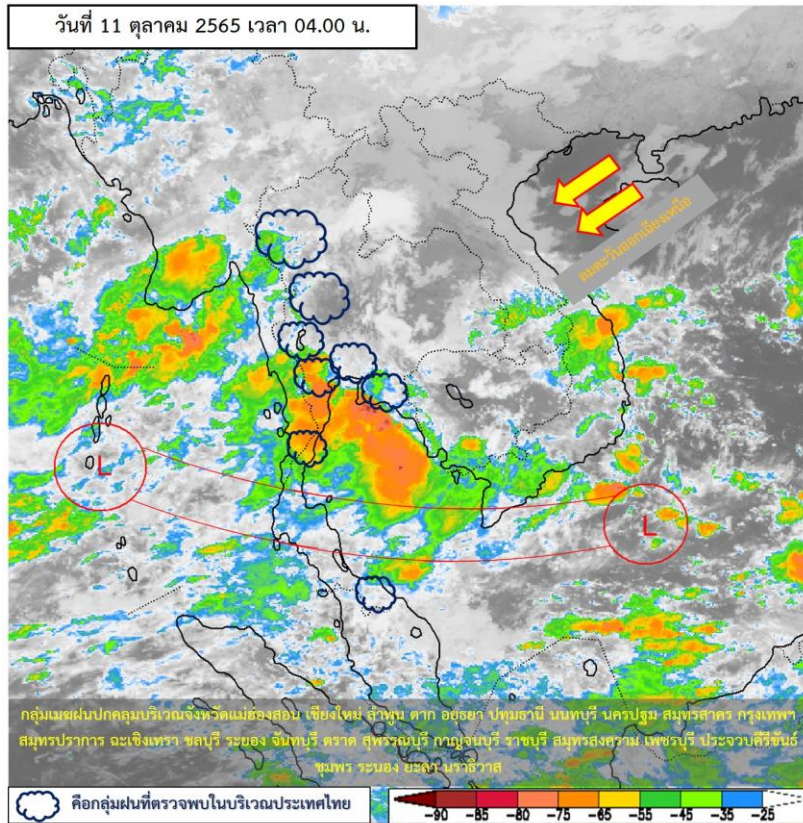 วันที่ 11 ตุลาคม 2565 เวลา 04.00 น.
ลมตะวันออกเฉียงเหนือ
L
L
กลุ่มเมฆฝนปกคลุมบริเวณจังหวัดแม่ฮ่องสอน เชียงใหม่ ลำพูน ตาก อยุธยา ปทุมธานี นนทบุรี นครปฐม สมุทรสาคร กรุงเทพฯ
สมุทรปราการ ฉะเชิงเทรา ชลบุรี ระยอง จันทบุรี ตราด สุพรรณบุรี กาญจนบุรี ราชบุรี สมุทรสงคราม เพชรบุรี ประจวบคีรีขันธ์
ชุมพร ระนอง ยะลา นราธิวาส
คือกลุ่มฝนที่ตรวจพบในบริเวณประเทศไทย
-90 -85 -80 -75 -65 -55 -45 -35 -25